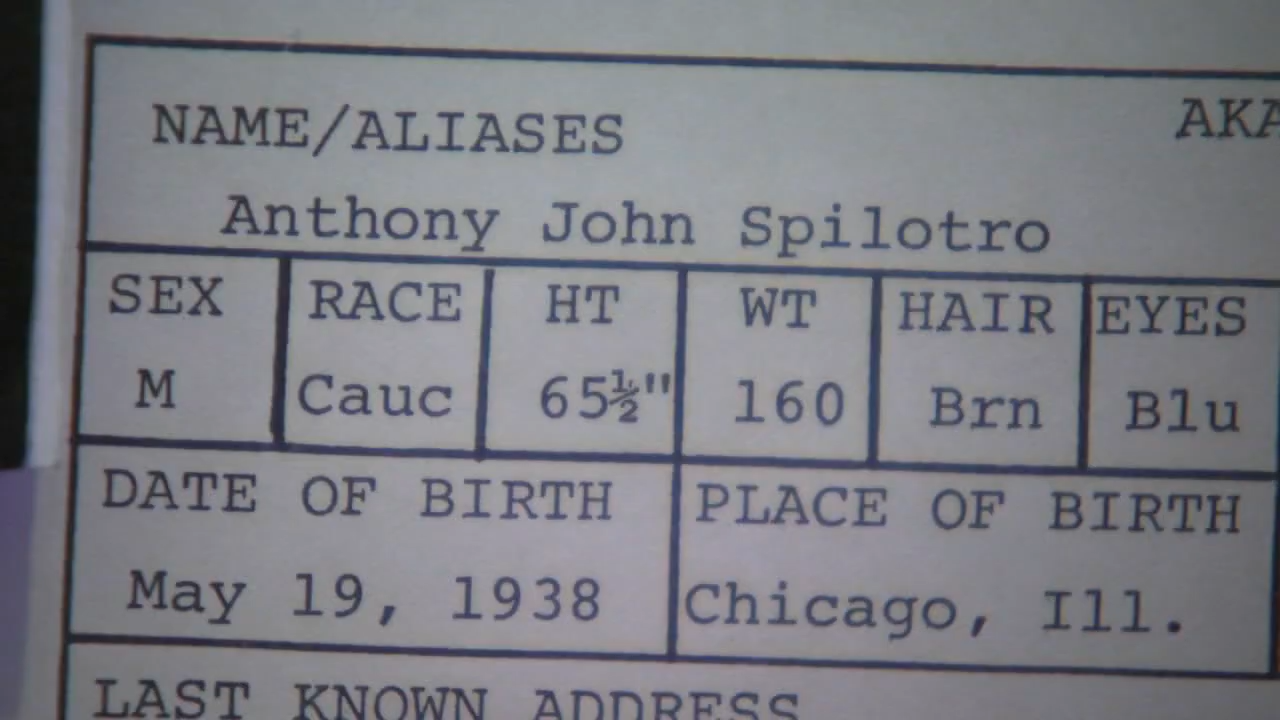 NAME/ALIASES AKA
Anthony John Spilotro
SEX RACE HT WT HAIR EYES
M Cauc 65½" 160 Brn Blu
DATE OF BIRTH PLACE OF BIRTH
May 19, 1938 Chicago, Ill.
LAST KNOWN ADDRESS